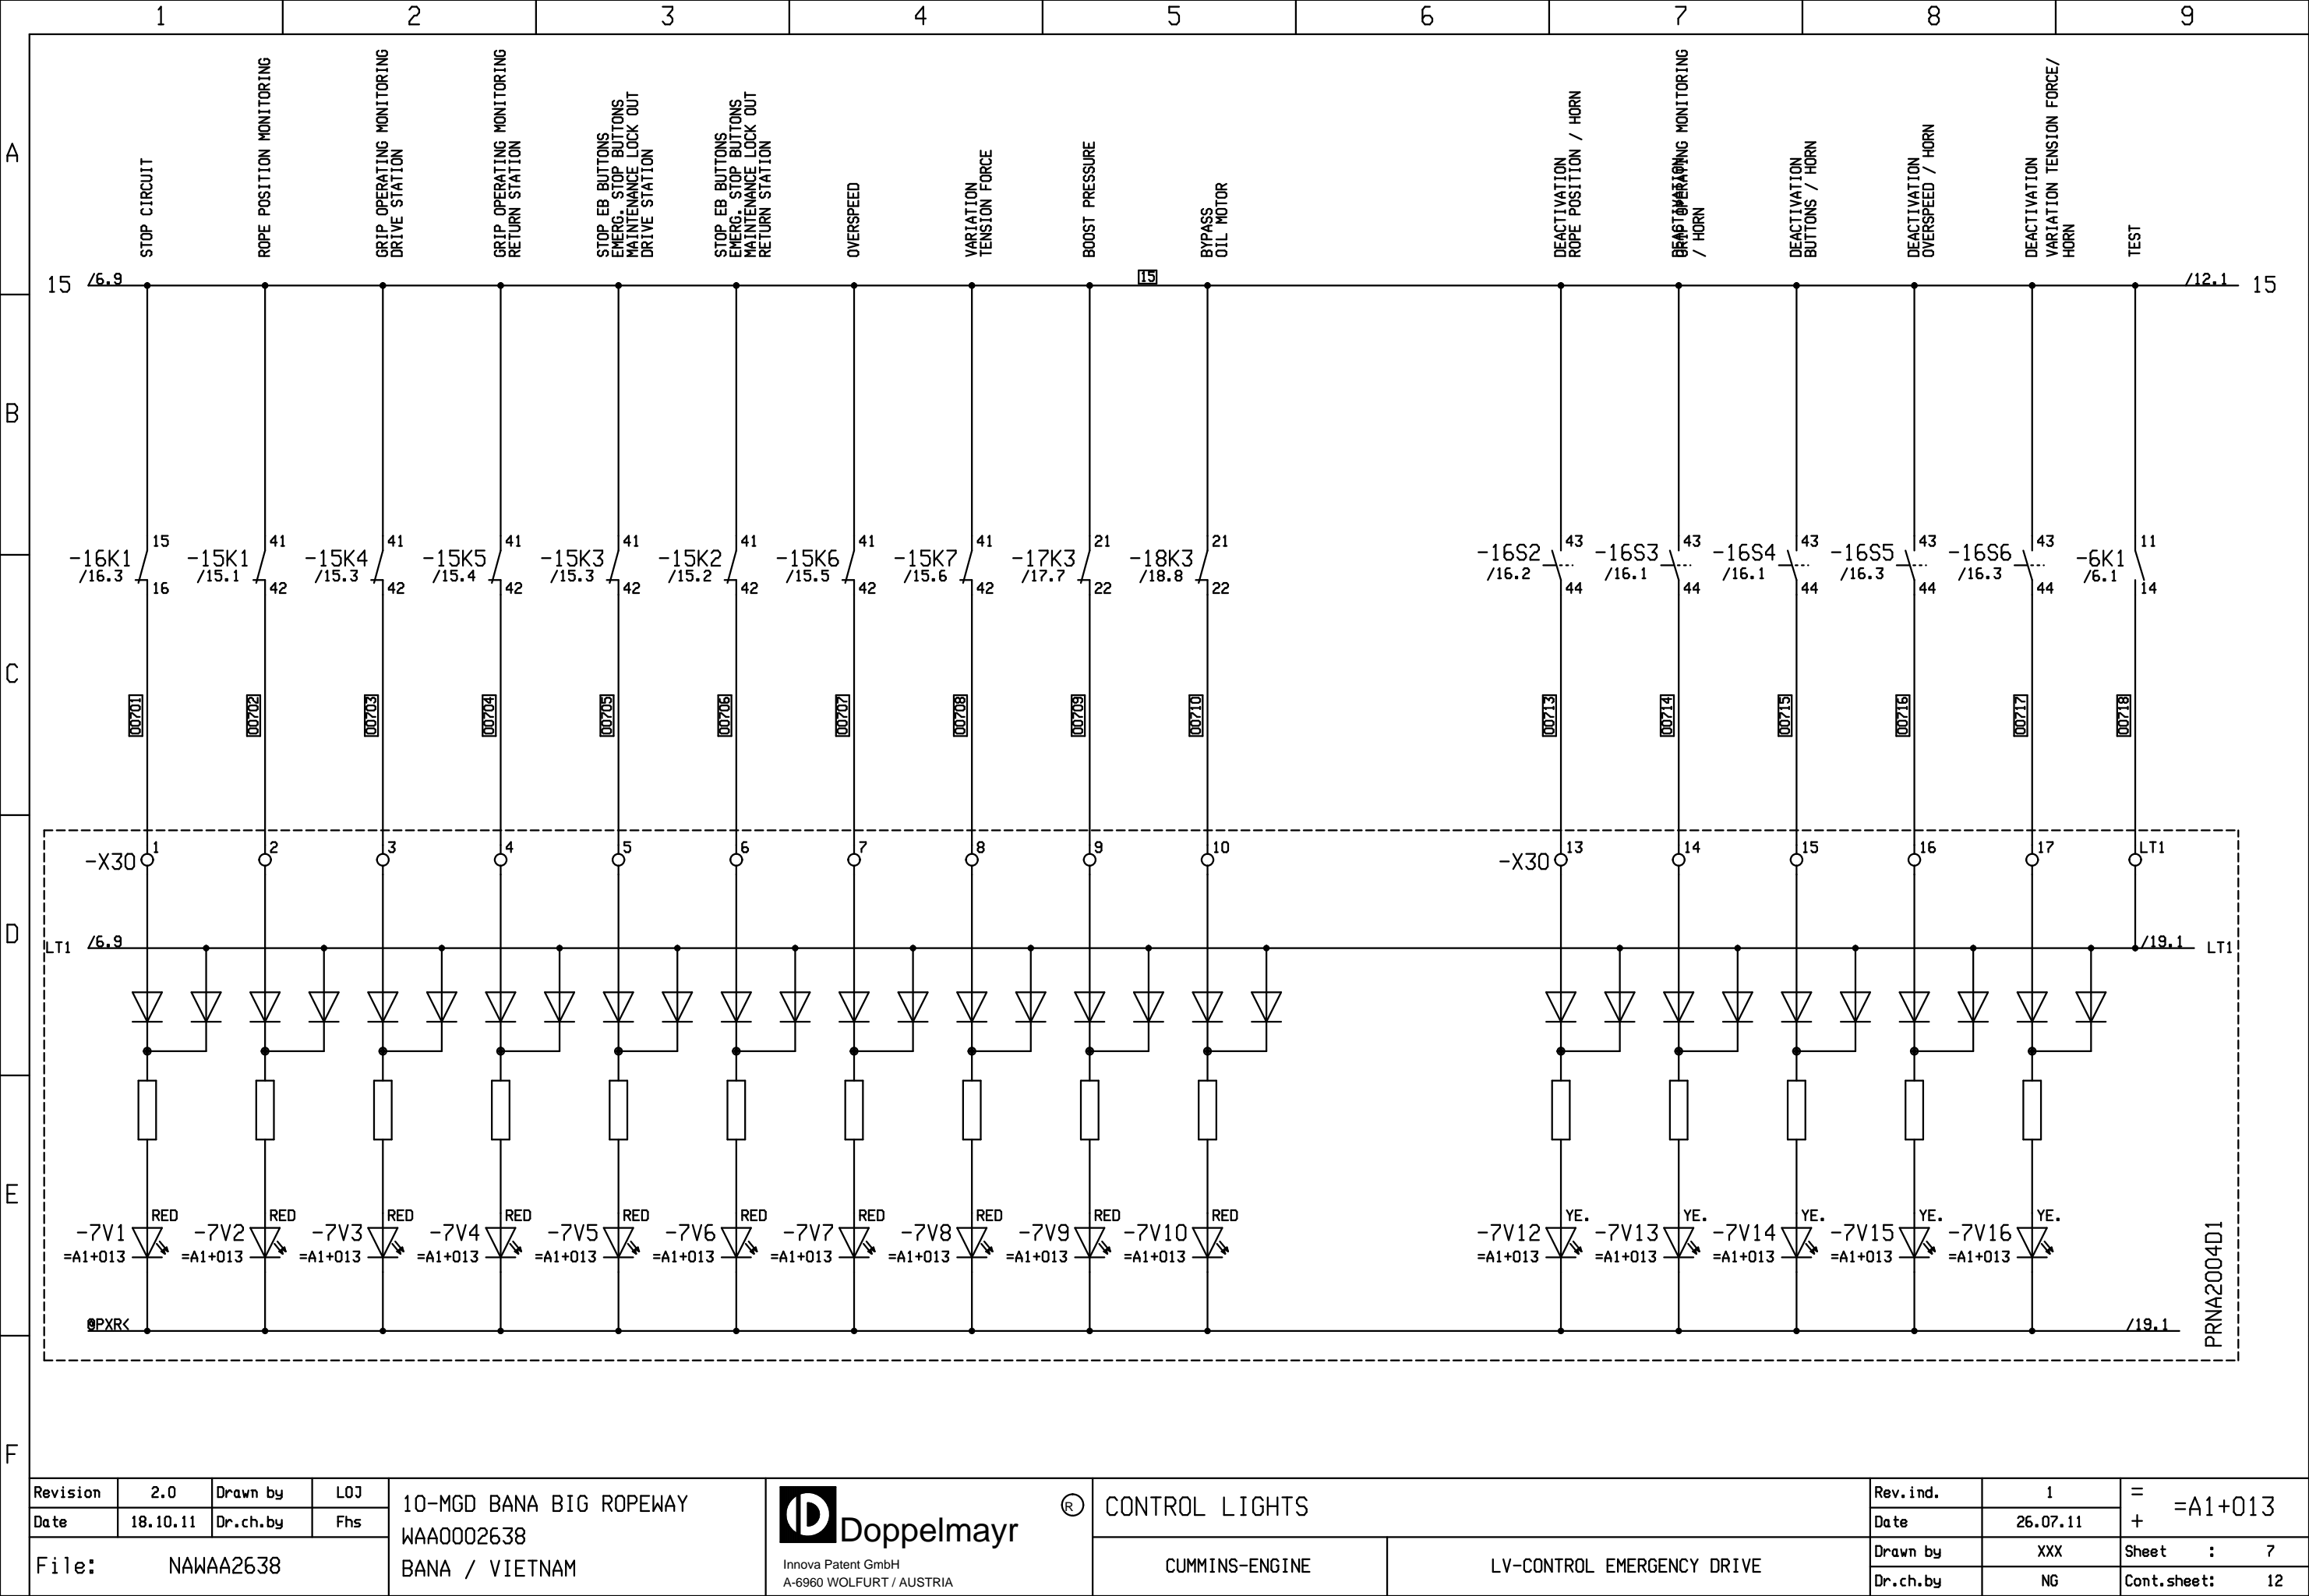 1 2 3 4 5 6 7 8 9
A
B
C
D
E
F
STOP CIRCUIT
ROPE POSITION MONITORING
GRIP OPERATING MONITORING
DRIVE STATION
GRIP OPERATING MONITORING
RETURN STATION
STOP EB BUTTONS
EMERG. STOP BUTTONS
MAINTENANCE LOCK OUT
DRIVE STATION
STOP EB BUTTONS
EMERG. STOP BUTTONS
MAINTENANCE LOCK OUT
RETURN STATION
OVERSPEED
VARIATION
TENSION FORCE
BOOST PRESSURE
BYPASS
OIL MOTOR
DEACTIVATION
ROPE POSITION / HORN
DEACTIVATION
GRIP OPERATING MONITORING
/ HORN
DEACTIVATION
BUTTONS / HORN
DEACTIVATION
OVERSPEED / HORN
DEACTIVATION
VARIATION TENSION FORCE/
HORN
TEST
15 /6.9 15 /12.1 15
15 41 41 41 41 41 41 41 21 21 43 43 43 43 43 11
-16K1 -15K1 -15K4 -15K5 -15K3 -15K2 -15K6 -15K7 -17K3 -18K3 -16S2 -16S3 -16S4 -16S5 -16S6 -6K1
/16.3 /15.1 /15.3 /15.4 /15.3 /15.2 /15.5 /15.6 /17.7 /18.8 /16.2 /16.1 /16.1 /16.3 /16.3 /6.1
16 42 42 42 42 42 42 42 22 22 44 44 44 44 44 14
00701 00702 00703 00704 00705 00706 00707 00708 00709 00710 00713 00714 00715 00716 00717 00718
-X30 1 2 3 4 5 6 7 8 9 10 -X30 13 14 15 16 17 LT1
LT1 /6.9 /19.1 LT1
RED RED RED RED RED RED RED RED RED RED YE. YE. YE. YE. YE.
-7V1 -7V2 -7V3 -7V4 -7V5 -7V6 -7V7 -7V8 -7V9 -7V10 -7V12 -7V13 -7V14 -7V15 -7V16
=A1+013 =A1+013 =A1+013 =A1+013 =A1+013 =A1+013 =A1+013 =A1+013 =A1+013 =A1+013 =A1+013 =A1+013 =A1+013 =A1+013 =A1+013
/19.1
PRNA2004D1
Revision 2.0 Drawn by LOJ
Date 18.10.11 Dr.ch.by Fhs
File: NAWAA2638
10-MGD BANA BIG ROPEWAY
WAA0002638
BANA / VIETNAM
Doppelmayr ®
Innova Patent GmbH
A-6960 WOLFURT / AUSTRIA
CONTROL LIGHTS
CUMMINS-ENGINE LV-CONTROL EMERGENCY DRIVE
Rev.ind. 1
Date 26.07.11
Drawn by XXX
Dr.ch.by NG
= =A1+013
+
Sheet : 7
Cont.sheet: 12